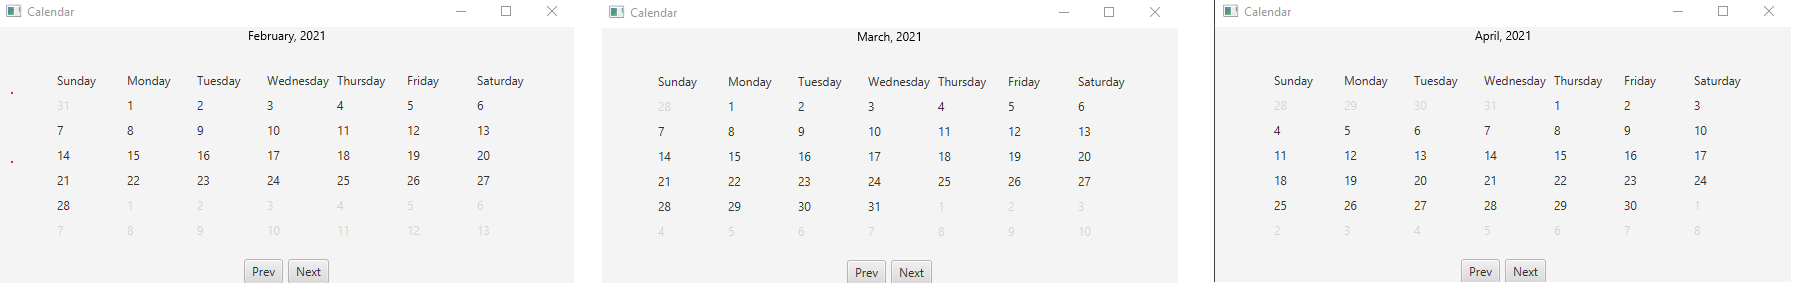 Calendar
February, 2021
Sunday Monday Tuesday Wednesday Thursday Friday Saturday
31 1 2 3 4 5 6
7 8 9 10 11 12 13
14 15 16 17 18 19 20
21 22 23 24 25 26 27
28 1 2 3 4 5 6
7 8 9 10 11 12 13
Prev Next
Calendar
March, 2021
Sunday Monday Tuesday Wednesday Thursday Friday Saturday
28 1 2 3 4 5 6
7 8 9 10 11 12 13
14 15 16 17 18 19 20
21 22 23 24 25 26 27
28 29 30 31 1 2 3
4 5 6 7 8 9 10
Prev Next
Calendar
April, 2021
Sunday Monday Tuesday Wednesday Thursday Friday Saturday
28 29 30 31 1 2 3
4 5 6 7 8 9 10
11 12 13 14 15 16 17
18 19 20 21 22 23 24
25 26 27 28 29 30 1
2 3 4 5 6 7 8
Prev Next